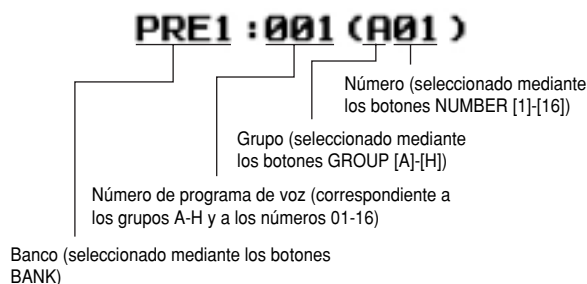 PRE1:001(A01)
Número (seleccionado mediante
los botones NUMBER [1]-[16])
Grupo (seleccionado mediante
los botones GROUP [A]-[H])
Número de programa de voz (correspondiente a
los grupos A-H y a los números 01-16)
Banco (seleccionado mediante los botones
BANK)